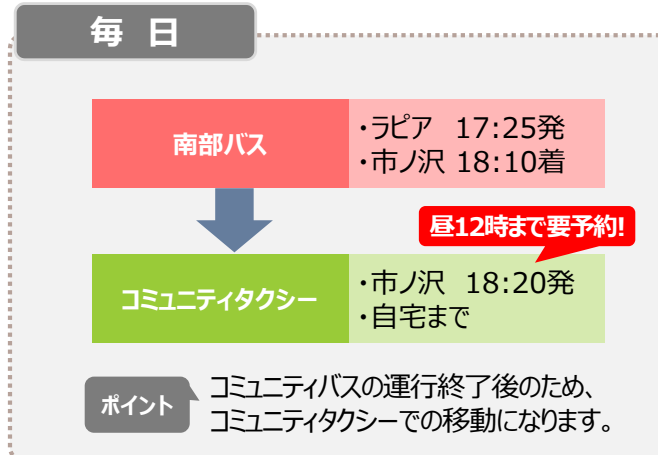 毎 日
南部バス
・ラピア 17:25発
・市ノ沢 18:10着
昼12時まで要予約!
コミュニティタクシー
・市ノ沢 18:20発
・自宅まで
ポイント
コミュニティバスの運行終了後のため、
コミュニティタクシーでの移動になります。